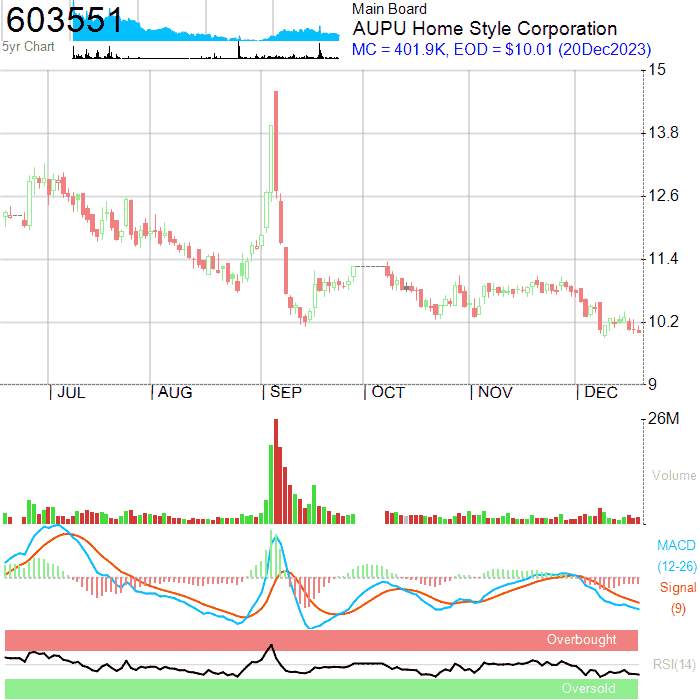 603551
5yr Chart
Main Board
AUPU Home Style Corporation
MC = 401.9K, EOD = $10.01 (20Dec2023)
15
13.8
12.6
11.4
10.2
9
JUL AUG SEP OCT NOV DEC
26M
Volume
MACD
(12-26)
Signal
(9)
Overbought
RSI(14)
Oversold